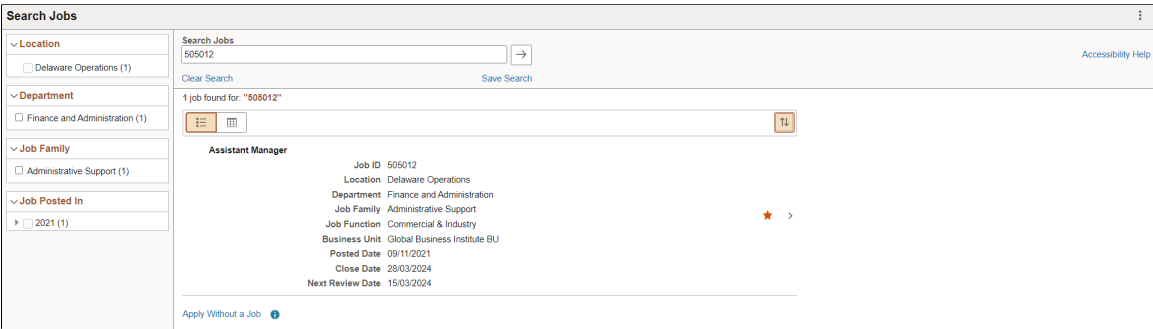 Search Jobs
Location
Delaware Operations (1)
Department
Finance and Administration (1)
Job Family
Administrative Support (1)
Job Posted In
2021 (1)
Search Jobs
505012
Accessibility Help
Clear Search Save Search
1 job found for: "505012"
Assistant Manager
Job ID 505012
Location Delaware Operations
Department Finance and Administration
Job Family Administrative Support
Job Function Commercial & Industry
Business Unit Global Business Institute BU
Posted Date 09/11/2021
Close Date 28/03/2024
Next Review Date 15/03/2024
Apply Without a Job